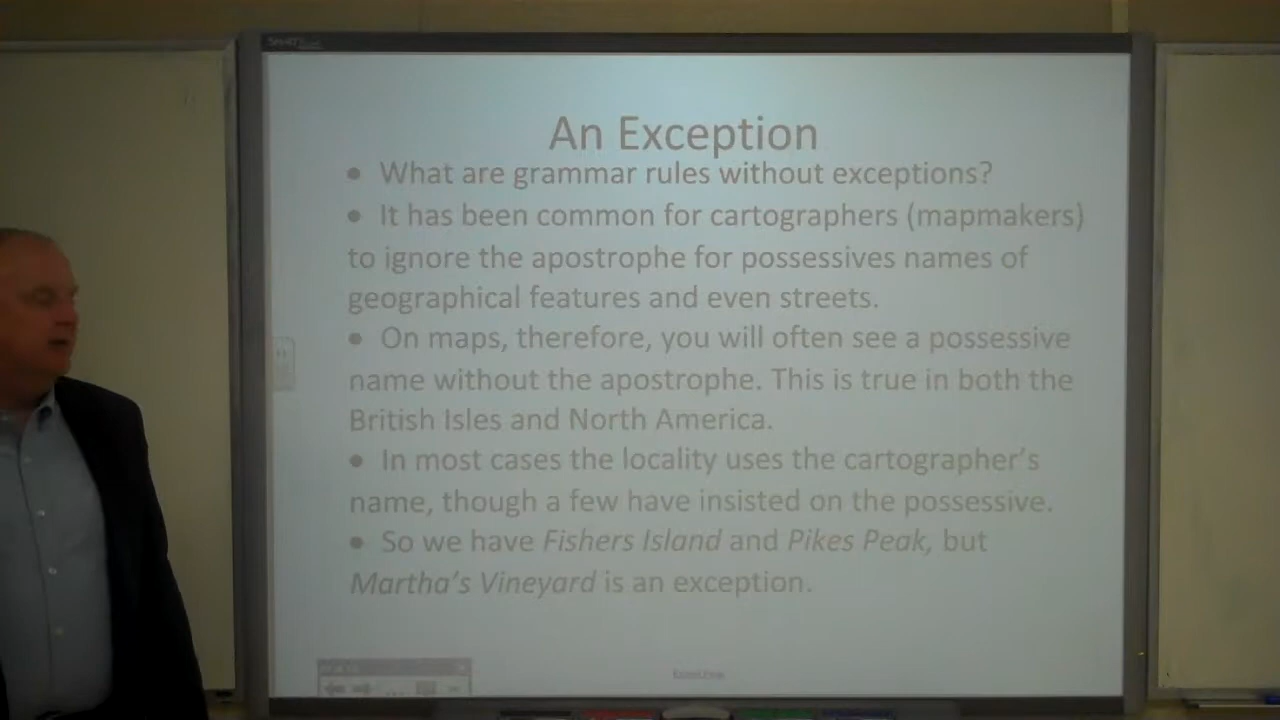 An Exception
• What are grammar rules without exceptions?
• It has been common for cartographers (mapmakers)
to ignore the apostrophe for possessives names of
geographical features and even streets.
• On maps, therefore, you will often see a possessive
name without the apostrophe. This is true in both the
British Isles and North America.
• In most cases the locality uses the cartographer's
name, though a few have insisted on the possessive.
• So we have Fishers Island and Pikes Peak, but
Martha's Vineyard is an exception.